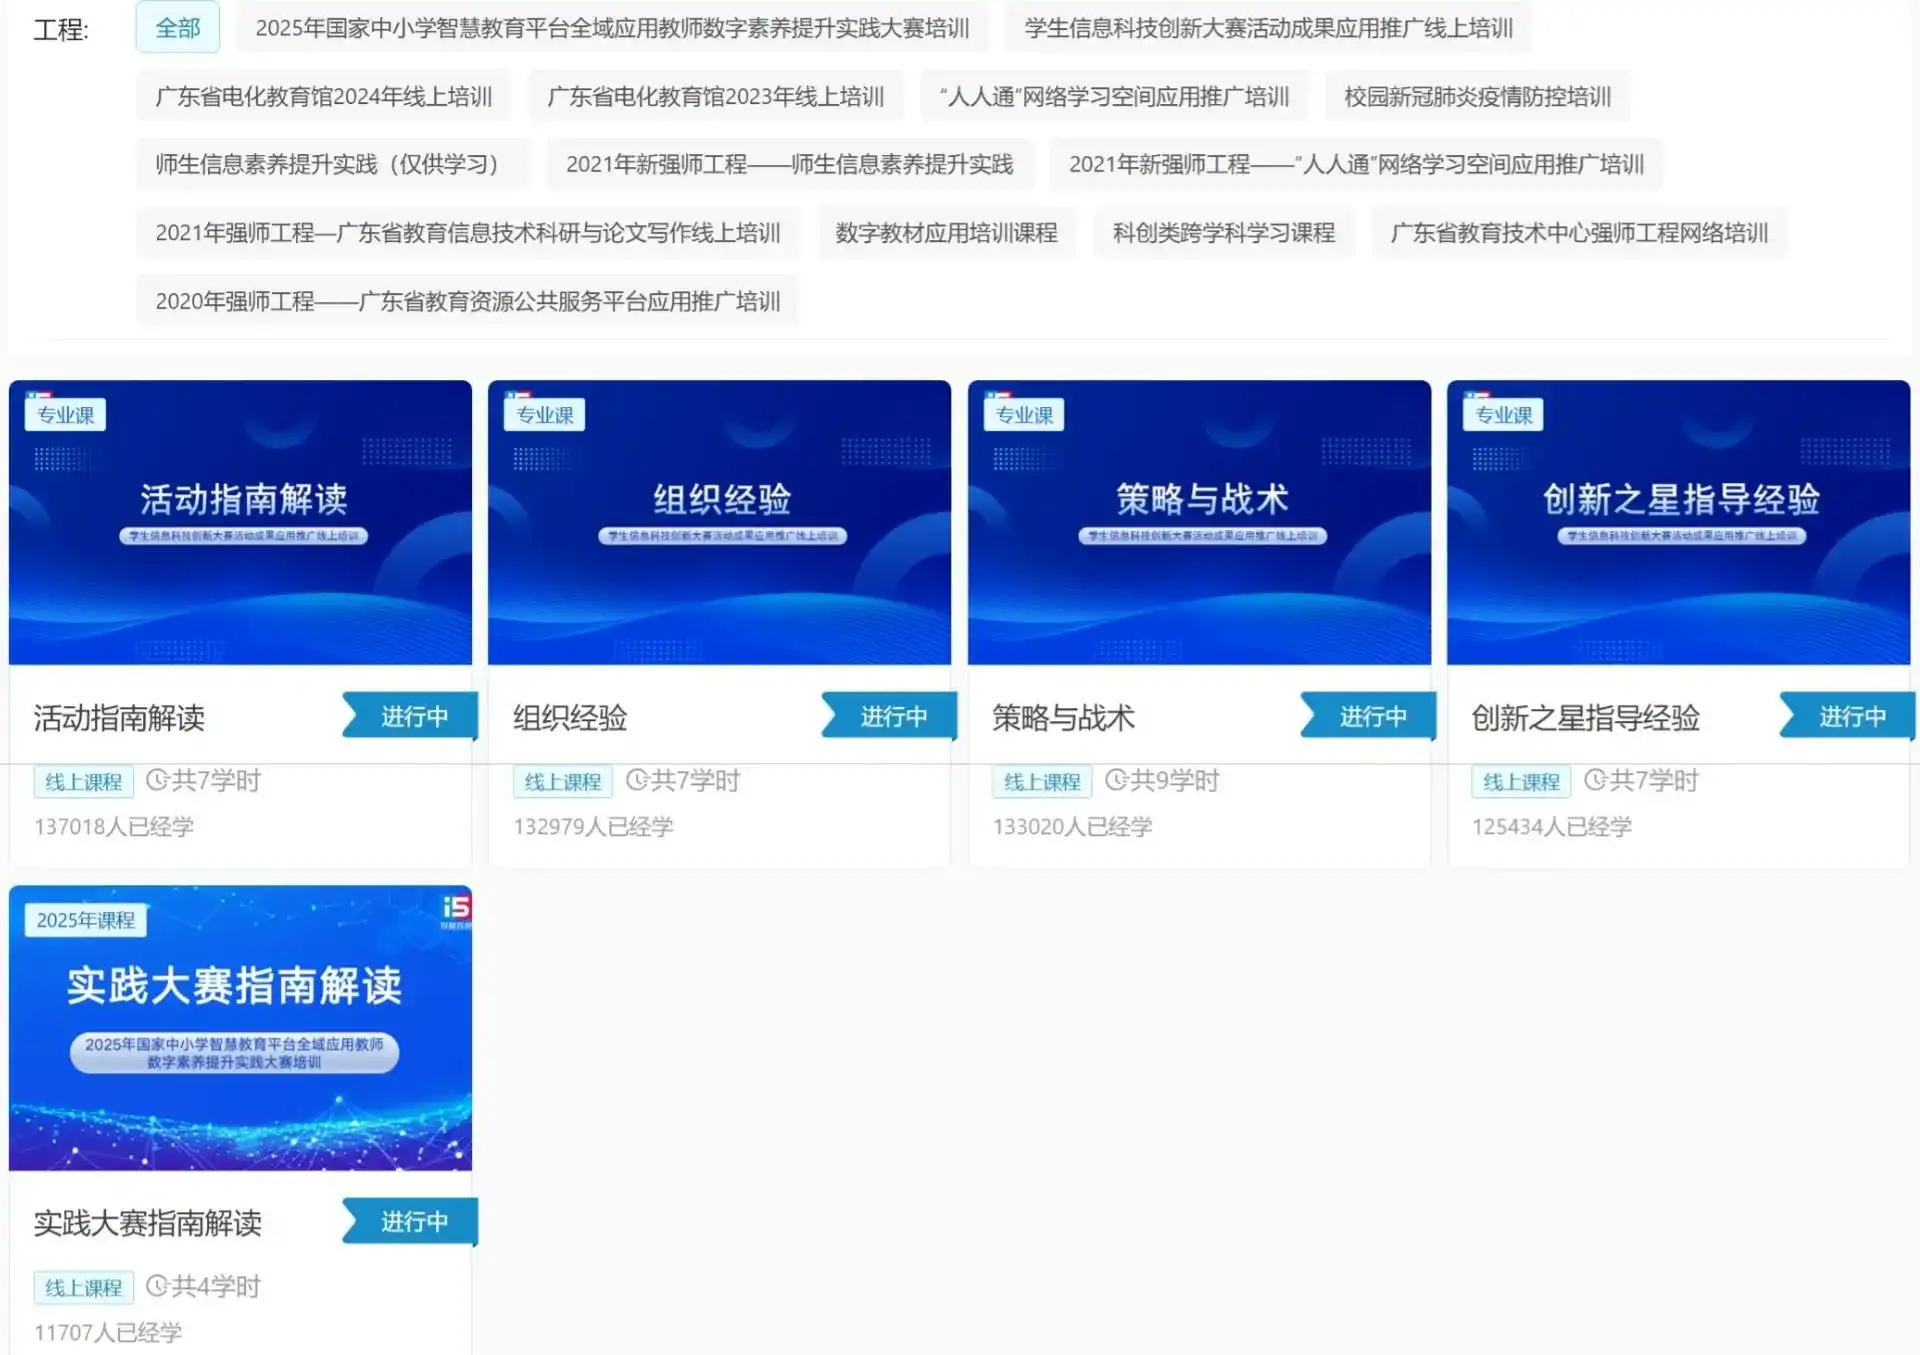 工程:
全部
2025年国家中小学智慧教育平台全域应用教师数字素养提升实践大赛培训
学生信息科技创新大赛活动成果应用推广线上培训
广东省电化教育馆2024年线上培训
广东省电化教育馆2023年线上培训
“人人通”网络学习空间应用推广培训
校园新冠肺炎疫情防控培训
师生信息素养提升实践（仅供学习）
2021年新强师工程——师生信息素养提升实践
2021年新强师工程——“人人通”网络学习空间应用推广培训
2021年强师工程—广东省教育信息技术科研与论文写作线上培训
数字教材应用培训课程
科创类跨学科学习课程
广东省教育技术中心强师工程网络培训
2020年强师工程——广东省教育资源公共服务平台应用推广培训
专业课
活动指南解读
学生信息科技创新大赛活动成果应用推广线上培训
活动指南解读
进行中
线上课程
共7学时
137018人已经学
专业课
组织经验
学生信息科技创新大赛活动成果应用推广线上培训
组织经验
进行中
线上课程
共7学时
132979人已经学
专业课
策略与战术
学生信息科技创新大赛活动成果应用推广线上培训
策略与战术
进行中
线上课程
共9学时
133020人已经学
专业课
创新之星指导经验
学生信息科技创新大赛活动成果应用推广线上培训
创新之星指导经验
进行中
线上课程
共7学时
125434人已经学
2025年课程
i5
实践大赛指南解读
2025年国家中小学智慧教育平台全域应用教师
数字素养提升实践大赛培训
实践大赛指南解读
进行中
线上课程
共4学时
11707人已经学